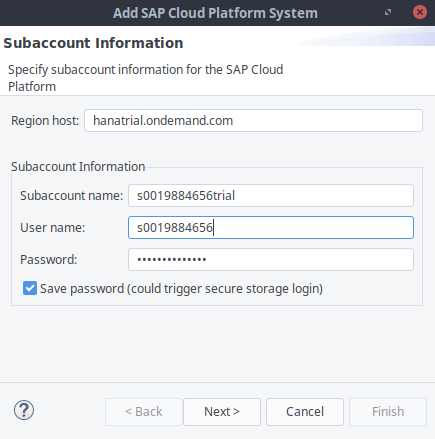 Add SAP Cloud Platform System
Subaccount Information
Specify subaccount information for the SAP Cloud
Platform
Region host: hanatrial.ondemand.com
Subaccount Information
Subaccount name: s0019884656trial
User name: s0019884656
Password: ••••••••••••••
Save password (could trigger secure storage login)
? < Back Next > Cancel Finish